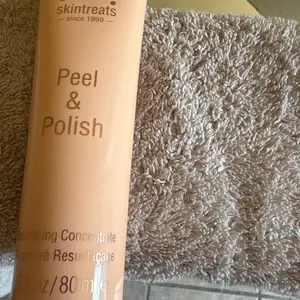 skintreats
since 1999
Peel
&
Polish
Concentrate
/80 ml e